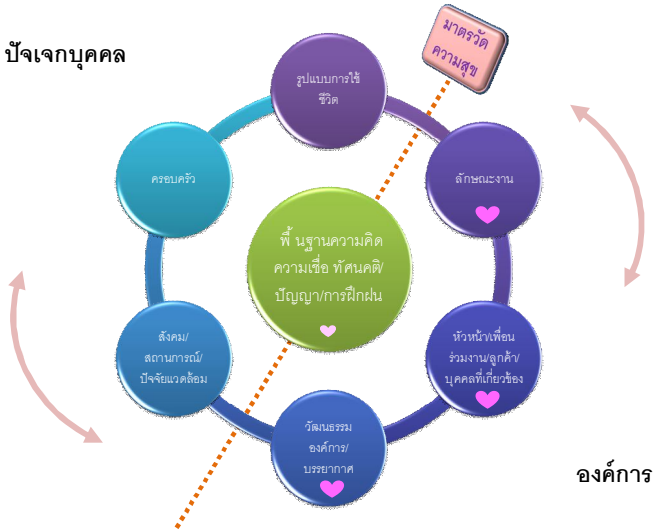 ปัจเจกบุคคล
มาตรวัด
ความสุข
รูปแบบการใช้
ชีวิต
ครอบครัว
ลักษณะงาน
พื้นฐานความคิด
ความเชื่อ ทัศนคติ/
ปัญญา/การฝึกฝน
สังคม/
สถานการณ์/
ปัจจัยแวดล้อม
หัวหน้า/เพื่อน
ร่วมงาน/ลูกค้า/
บุคคลที่เกี่ยวข้อง
วัฒนธรรม
องค์การ/
บรรยากาศ
องค์การ